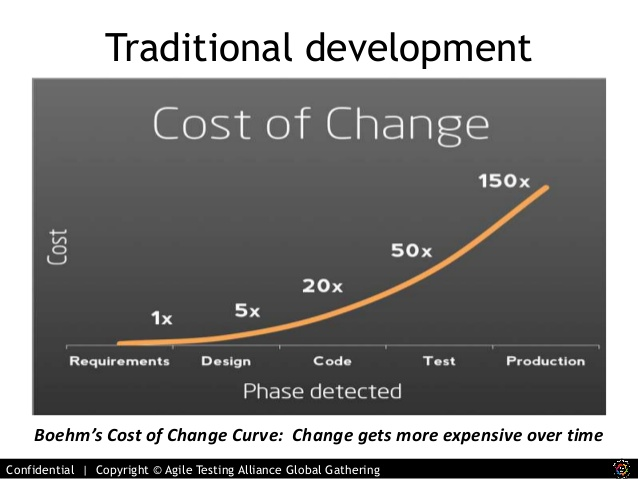 Traditional development
Cost of Change
150x
50x
20x
5x
1x
Cost
Requirements Design Code Test Production
Phase detected
Boehm's Cost of Change Curve: Change gets more expensive over time
Confidential | Copyright © Agile Testing Alliance Global Gathering